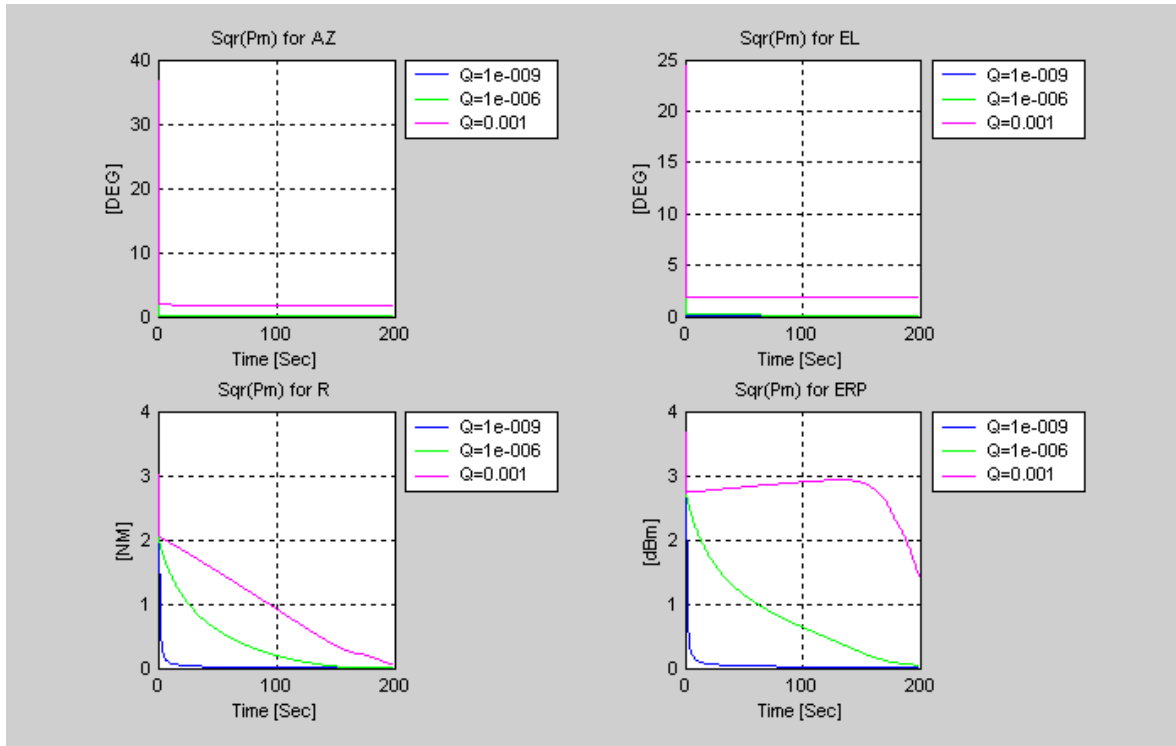 Sqr(Pm) for AZ
40
30
20
10
0
[DEG]
0 100 200
Time [Sec]
Q=1e-009
Q=1e-006
Q=0.001
Sqr(Pm) for EL
25
20
15
10
5
0
[DEG]
0 100 200
Time [Sec]
Q=1e-009
Q=1e-006
Q=0.001
Sqr(Pm) for R
4
3
2
1
0
[NM]
0 100 200
Time [Sec]
Q=1e-009
Q=1e-006
Q=0.001
Sqr(Pm) for ERP
4
3
2
1
0
[dBm]
0 100 200
Time [Sec]
Q=1e-009
Q=1e-006
Q=0.001